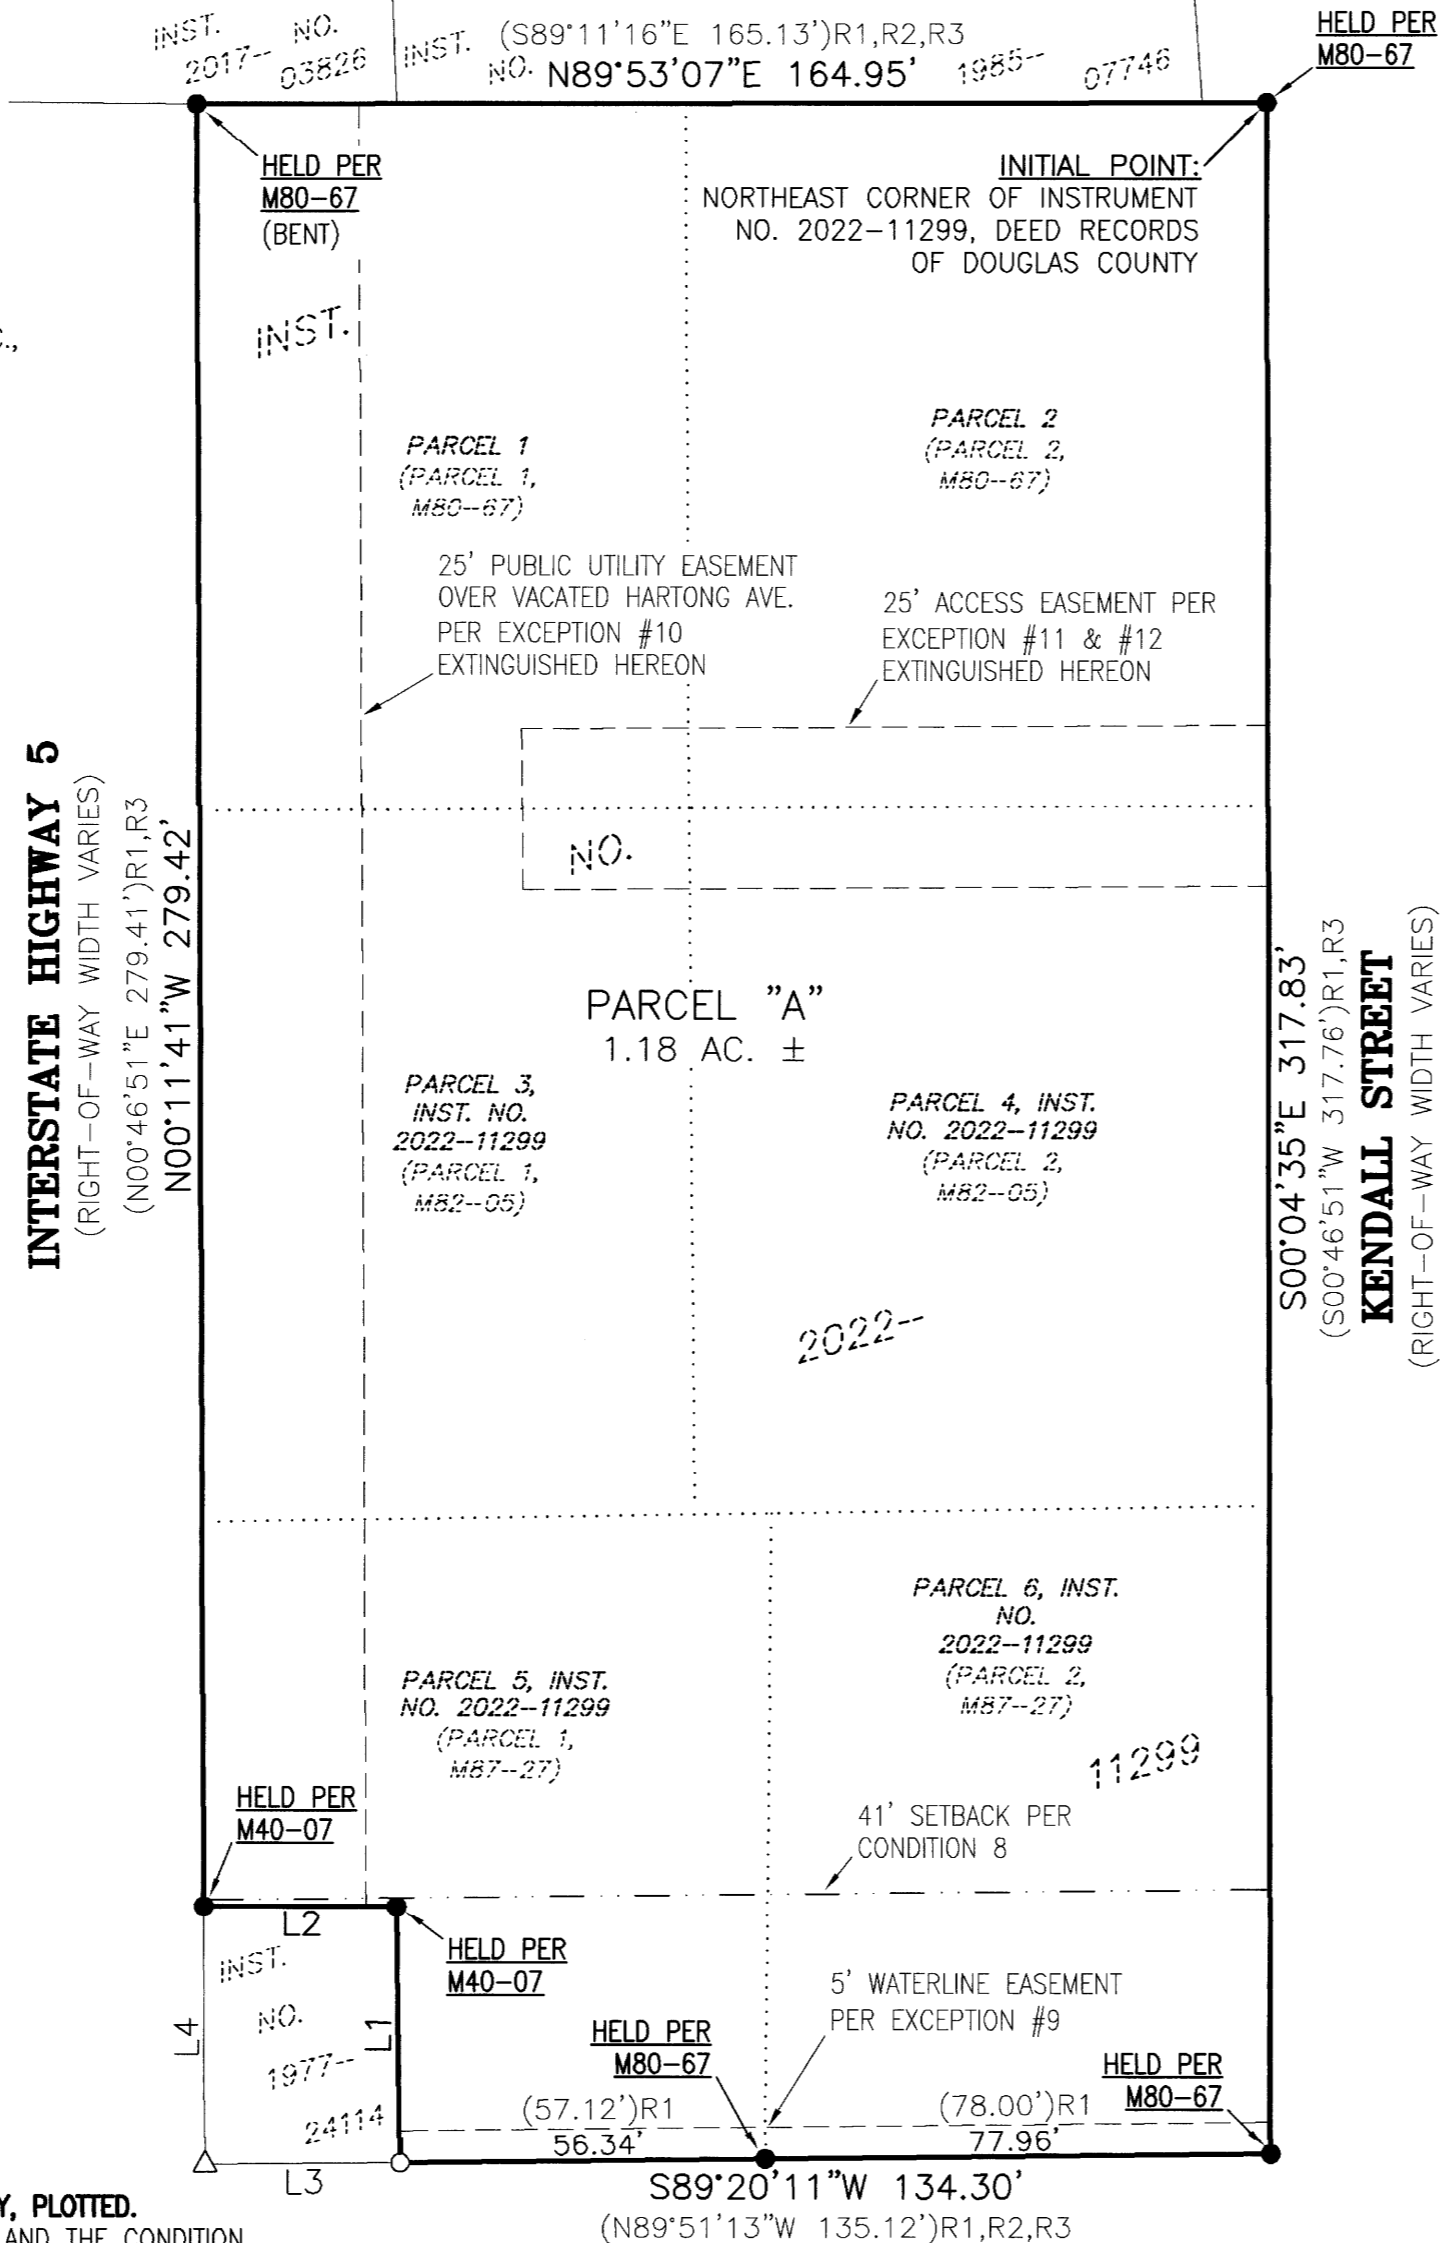 INST. NO.
2017-- 03826
INST.
NO.
(S89°11'16"E 165.13')R1,R2,R3
N89°53'07"E 164.95'
1985-- 07746
HELD PER
M80-67
HELD PER
M80-67
(BENT)
INITIAL POINT:
NORTHEAST CORNER OF INSTRUMENT
NO. 2022-11299, DEED RECORDS
OF DOUGLAS COUNTY
INST.
PARCEL 1
(PARCEL 1,
M80--67)
PARCEL 2
(PARCEL 2,
M80--67)
25' PUBLIC UTILITY EASEMENT
OVER VACATED HARTONG AVE.
PER EXCEPTION #10
EXTINGUISHED HEREON
25' ACCESS EASEMENT PER
EXCEPTION #11 & #12
EXTINGUISHED HEREON
INTERSTATE HIGHWAY 5
(RIGHT-OF-WAY WIDTH VARIES)
(N00°46'51"E 279.41')R1,R3
N00°11'41"W 279.42'
NO.
PARCEL "A"
1.18 AC. ±
PARCEL 3,
INST. NO.
2022--11299
(PARCEL 1,
M82--05)
PARCEL 4, INST.
NO. 2022--11299
(PARCEL 2,
M82--05)
S00°04'35"E 317.83'
(S00°46'51"W 317.76')R1,R3
KENDALL STREET
(RIGHT-OF-WAY WIDTH VARIES)
2022--
PARCEL 5, INST.
NO. 2022--11299
(PARCEL 1,
M87--27)
PARCEL 6, INST.
NO.
2022--11299
(PARCEL 2,
M87--27)
11299
HELD PER
M40-07
41' SETBACK PER
CONDITION 8
L2
HELD PER
M40-07
INST.
NO.
1977--
24114
L4
L1
L3
5' WATERLINE EASEMENT
PER EXCEPTION #9
HELD PER
M80-67
HELD PER
M80-67
(57.12')R1
56.34'
(78.00')R1
77.96'
S89°20'11"W 134.30'
(N89°51'13"W 135.12')R1,R2,R3
Y, PLOTTED.
AND THE CONDITION